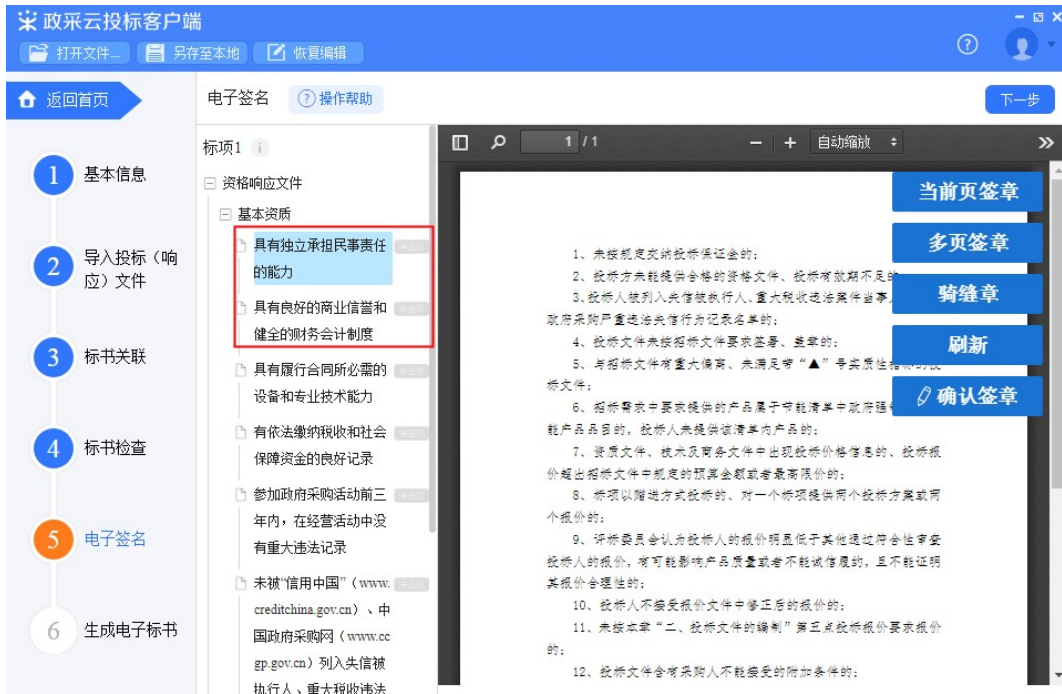 政采云投标客户端
打开文件... 另存至本地 恢复编辑
返回首页
电子签名 ? 操作帮助
下一步
1 基本信息
2 导入投标（响
应）文件
3 标书关联
4 标书检查
5 电子签名
6 生成电子标书
标项1 i
资格响应文件
基本资质
具有独立承担民事责任
的能力
具有良好的商业信誉和
健全的财务会计制度
具有履行合同所必需的
设备和专业技术能力
有依法缴纳税收和社会
保障资金的良好记录
参加政府采购活动前三
年内，在经营活动中没
有重大违法记录
未被“信用中国”（www.
creditchina.gov.cn）、中
国政府采购网（www.cc
gp.gov.cn）列入失信被
执行人、重大税收违法
1 / 1 自动缩放
当前页签章
多页签章
骑缝章
刷新
确认签章
1、未按规定交纳投标保证金的;
2、投标方未能提供合格的资格文件、投标有效期不足的
3、投标人被列入失信被执行人、重大税收违法案件当事
政府采购严重违法失信行为记录名单的;
4、投标文件未按招标文件要求签署、盖章的;
5、与招标文件有重大偏离、未满足带“▲”号实质性指标的投
标文件;
6、招标需求中要求提供的产品属于节能清单中政府强
能产品品目的，投标人未提供该清单内产品的;
7、资质文件、技术及商务文件中出现投标价格信息的、投标报
价超出招标文件中规定的预算金额或者最高限价的;
8、标项以赠送方式投标的、对一个标项提供两个投标方案或两
个报价的;
9、评标委员会认为投标人的报价明显低于其他通过符合性审查
投标人的报价，有可能影响产品质量或者不能诚信履约的，且不能证明
其报价合理性的;
10、投标人不接受报价文件中修正后的报价的;
11、未按本章“二、投标文件的编制”第五点投标报价要求报价
的;
12、投标文件含有采购人不能接受的附加条件的;